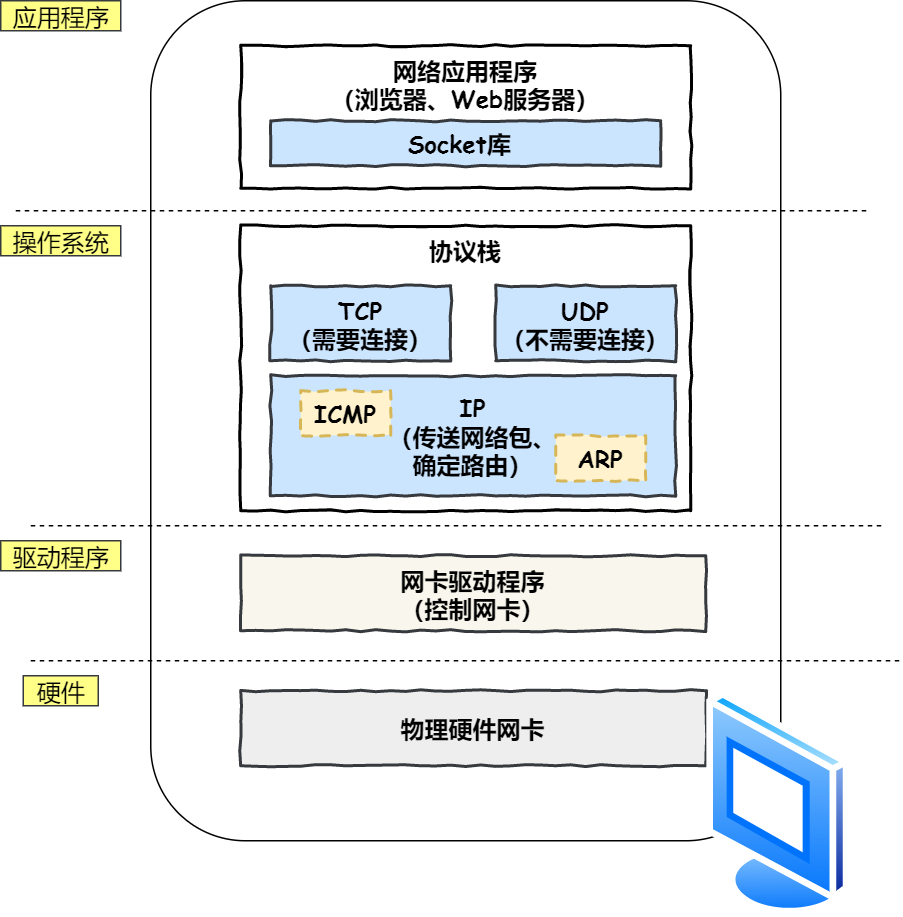 应用程序
网络应用程序
(浏览器、Web服务器)
Socket库
操作系统
协议栈
TCP
(需要连接)
UDP
(不需要连接)
ICMP
IP
(传送网络包、
确定路由)
ARP
驱动程序
网卡驱动程序
(控制网卡)
硬件
物理硬件网卡